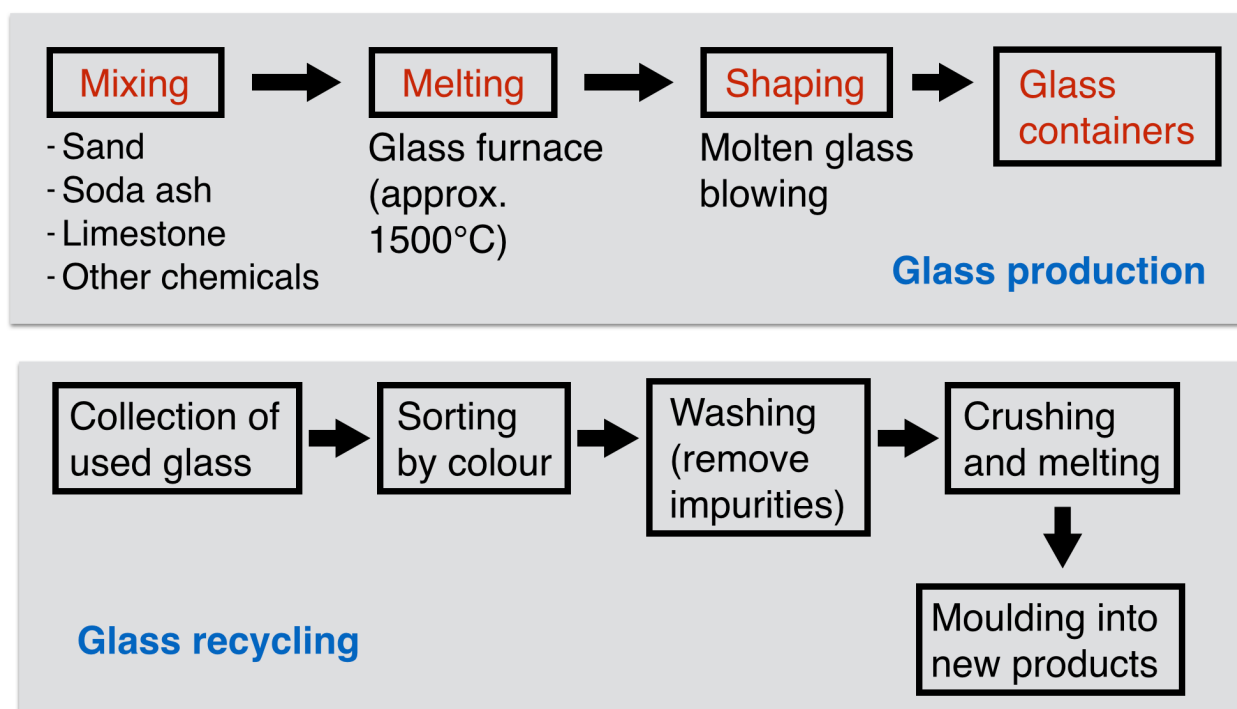 Mixing
- Sand
- Soda ash
- Limestone
- Other chemicals
Melting
Glass furnace
(approx.
1500°C)
Shaping
Molten glass
blowing
Glass
containers
Glass production
Collection of
used glass
Sorting
by colour
Washing
(remove
impurities)
Crushing
and melting
Moulding into
new products
Glass recycling